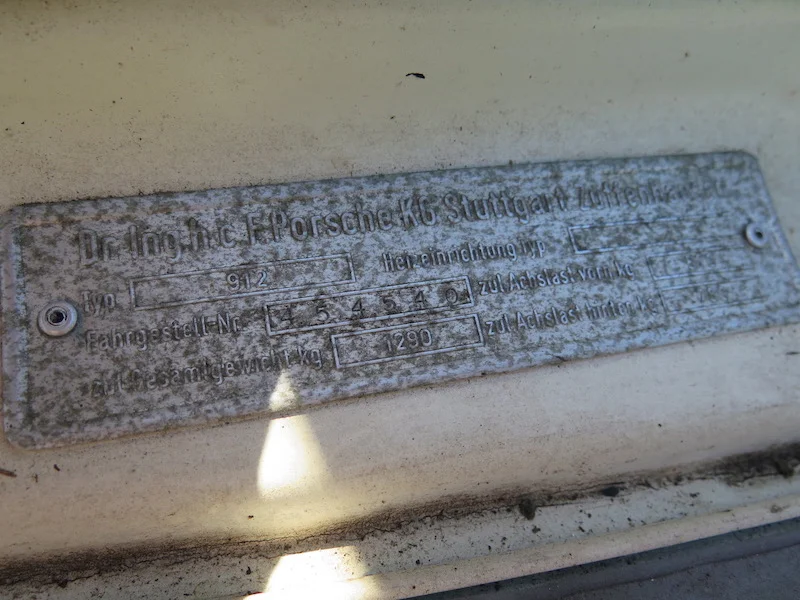 Dr. Ing.h.c. F.Porsche KG Stuttgart Zuffenhausen
Typ 912 Heizeinrichtung typ
Fahrgestell-Nr. 454540 zul. Achslast vorn kg
zul. Gesamtgewicht kg 1290 zul. Achslast hinten kg